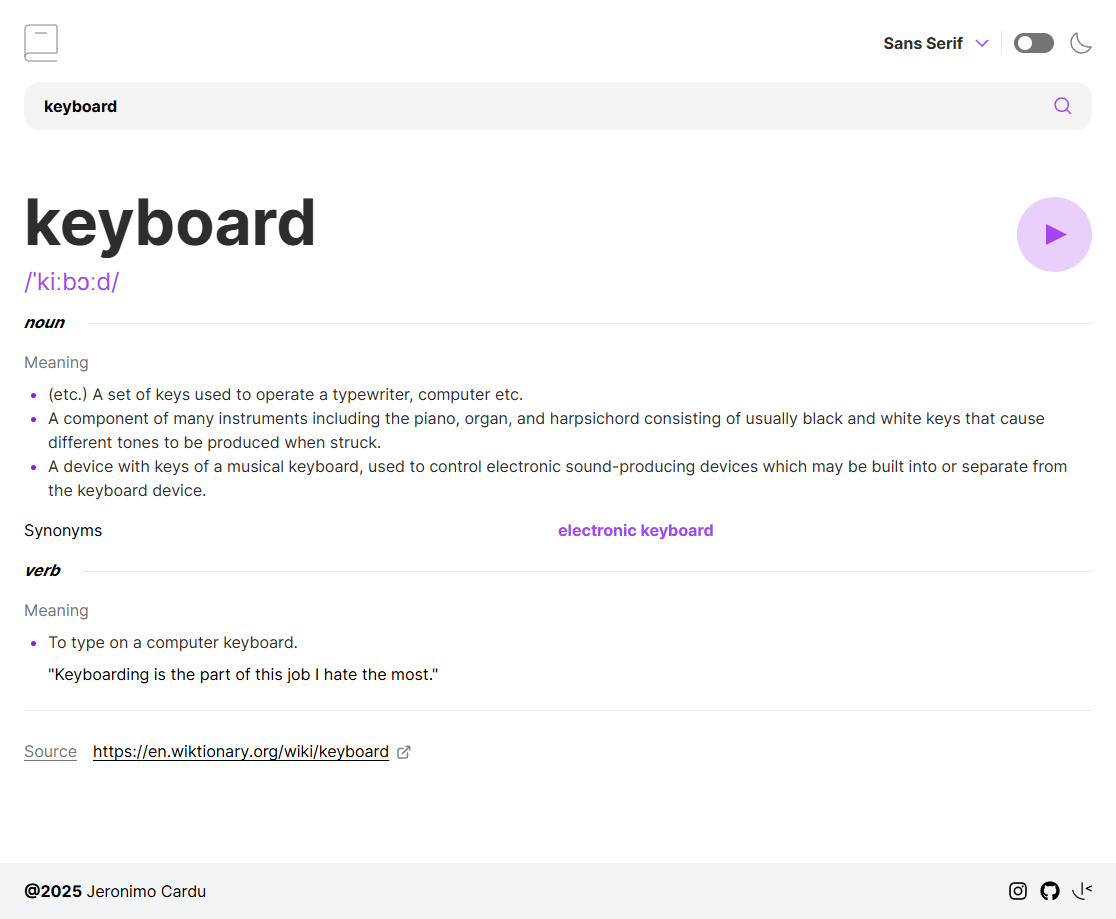 Sans Serif
keyboard
keyboard
/ˈkiːbɔːd/
noun
Meaning
(etc.) A set of keys used to operate a typewriter, computer etc.
A component of many instruments including the piano, organ, and harpsichord consisting of usually black and white keys that cause
different tones to be produced when struck.
A device with keys of a musical keyboard, used to control electronic sound-producing devices which may be built into or separate from
the keyboard device.
Synonyms electronic keyboard
verb
Meaning
To type on a computer keyboard.
"Keyboarding is the part of this job I hate the most."
Source https://en.wiktionary.org/wiki/keyboard
@2025 Jeronimo Cardu